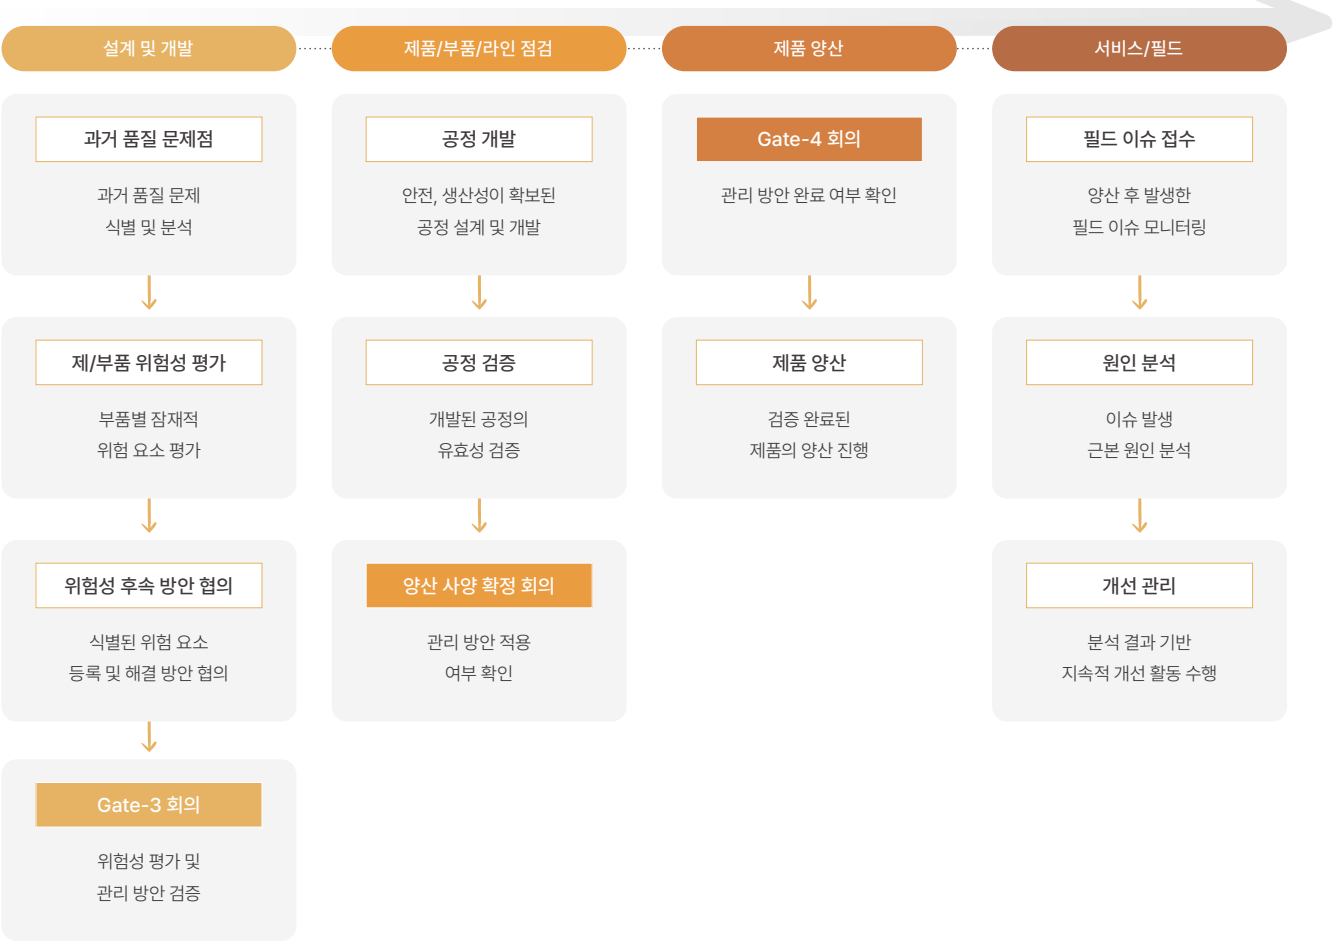 설계 및 개발
제품/부품/라인 점검
제품 양산
서비스/필드
과거 품질 문제점
과거 품질 문제
식별 및 분석
제/부품 위험성 평가
부품별 잠재적
위험 요소 평가
위험성 후속 방안 협의
식별된 위험 요소
등록 및 해결 방안 협의
Gate-3 회의
위험성 평가 및
관리 방안 검증
공정 개발
안전, 생산성이 확보된
공정 설계 및 개발
공정 검증
개발된 공정의
유효성 검증
양산 사양 확정 회의
관리 방안 적용
여부 확인
Gate-4 회의
관리 방안 완료 여부 확인
제품 양산
검증 완료된
제품의 양산 진행
필드 이슈 접수
양산 후 발생한
필드 이슈 모니터링
원인 분석
이슈 발생
근본 원인 분석
개선 관리
분석 결과 기반
지속적 개선 활동 수행